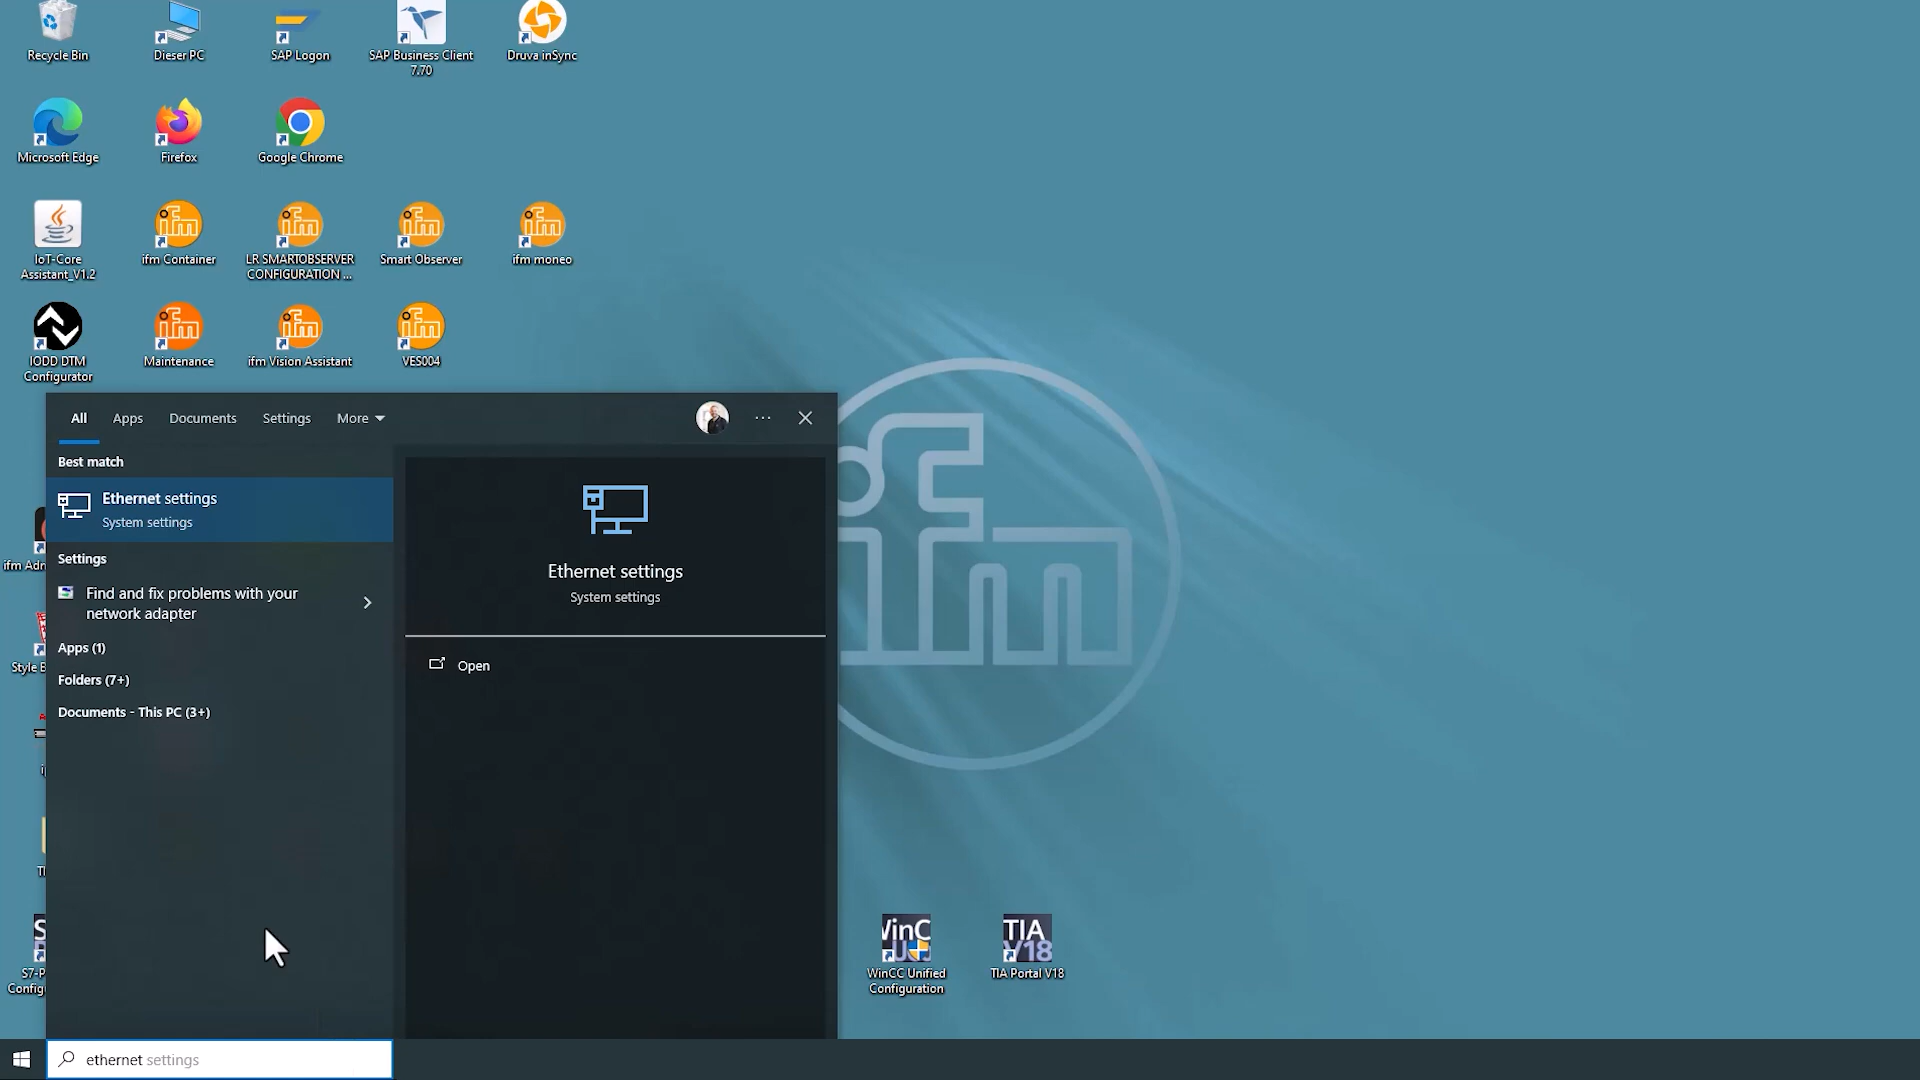 Recycle Bin
Dieser PC
SAP Logon
SAP Business Client
7.70
Druva inSync
Microsoft Edge
Firefox
Google Chrome
IoT-Core
Assistant_V1.2
ifm Container
LR SMARTOBSERVER
CONFIGURATION ...
Smart Observer
ifm moneo
IODD DTM
Configurator
Maintenance
ifm Vision Assistant
VES004
All
Apps
Documents
Settings
More
Best match
Ethernet settings
System settings
Settings
Find and fix problems with your
network adapter
Apps (1)
Folders (7+)
Documents - This PC (3+)
Ethernet settings
System settings
Open
ifm
ifm Adm
Style B
S7-P
Config
WinCC Unified
Configuration
TIA
V18
TIA Portal V18
ethernet settings